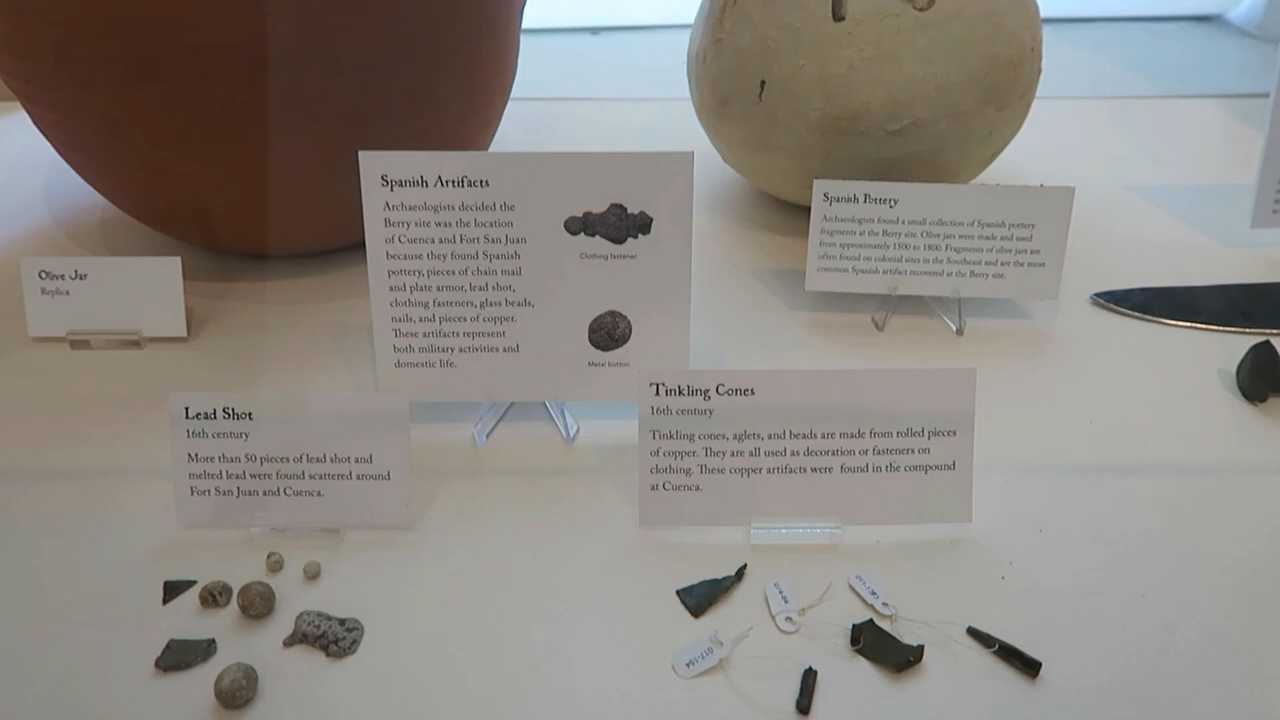 Olive Jar
Replica
Spanish Artifacts
Archaeologists decided the
Berry site was the location
of Cuenca and Fort San Juan
because they found Spanish
pottery, pieces of chain mail
and plate armor, lead shot,
clothing fasteners, glass beads,
nails, and pieces of copper.
These artifacts represent
both military activities and
domestic life.
Clothing fastener
Metal button
Spanish Pottery
Archaeologists found a small collection of Spanish pottery
fragments at the Berry site. Olive jars were made and used
from approximately 1500 to 1800. Fragments of olive jars are
often found on colonial sites in the Southeast and are the most
common Spanish artifact recovered at the Berry site.
Lead Shot
16th century
More than 50 pieces of lead shot and
melted lead were found scattered around
Fort San Juan and Cuenca.
Tinkling Cones
16th century
Tinkling cones, aglets, and beads are made from rolled pieces
of copper. They are all used as decoration or fasteners on
clothing. These copper artifacts were found in the compound
at Cuenca.
017-154